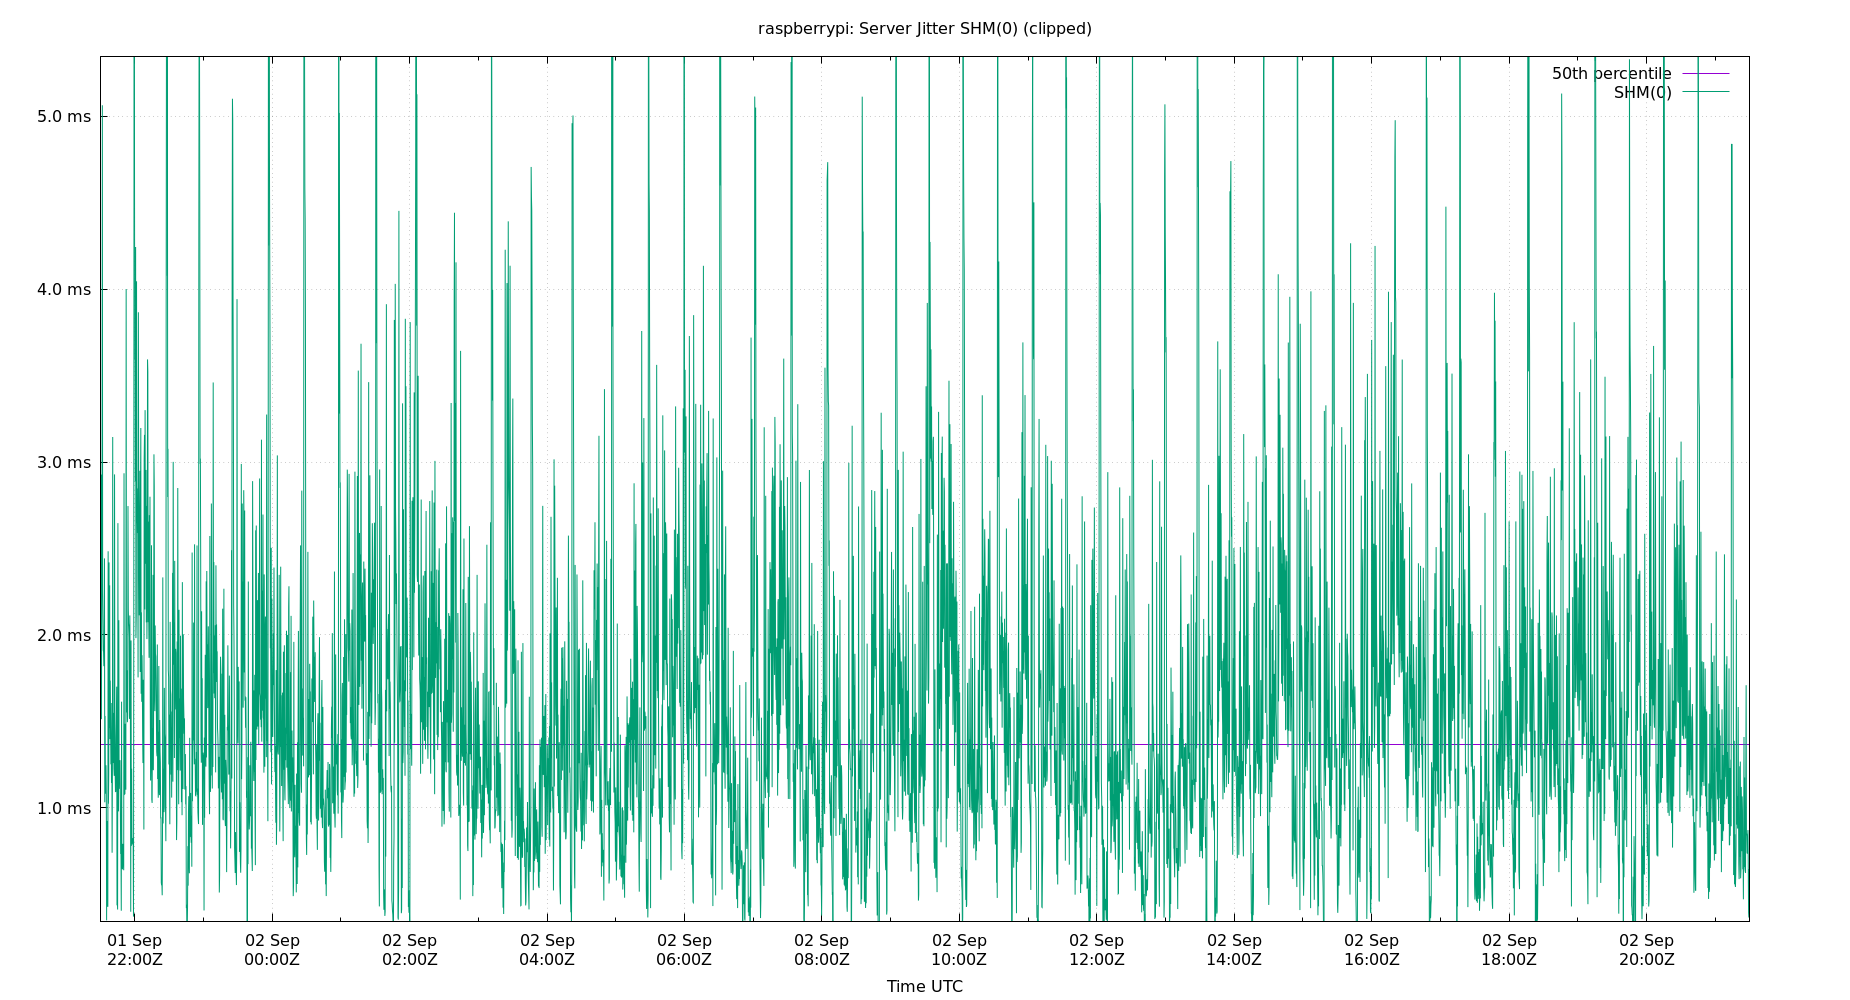 raspberrypi: Server Jitter SHM(0) (clipped)
50th percentile
SHM(0)
5.0 ms
4.0 ms
3.0 ms
2.0 ms
1.0 ms
01 Sep 02 Sep 02 Sep 02 Sep 02 Sep 02 Sep 02 Sep 02 Sep 02 Sep 02 Sep 02 Sep 02 Sep
22:00Z 00:00Z 02:00Z 04:00Z 06:00Z 08:00Z 10:00Z 12:00Z 14:00Z 16:00Z 18:00Z 20:00Z
Time UTC